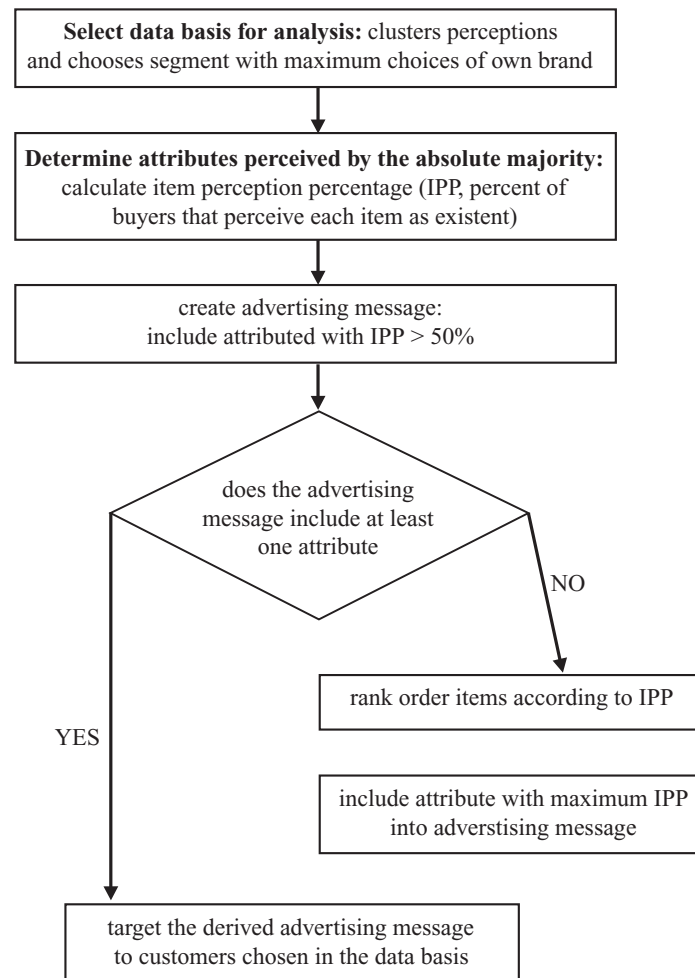 Select data basis for analysis: clusters perceptions
and chooses segment with maximum choices of own brand
Determine attributes perceived by the absolute majority:
calculate item perception percentage (IPP, percent of
buyers that perceive each item as existent)
create advertising message:
include attributed with IPP > 50%
does the advertising
message include at least
one attribute
NO
rank order items according to IPP
YES
include attribute with maximum IPP
into adverstising message
target the derived advertising message
to customers chosen in the data basis